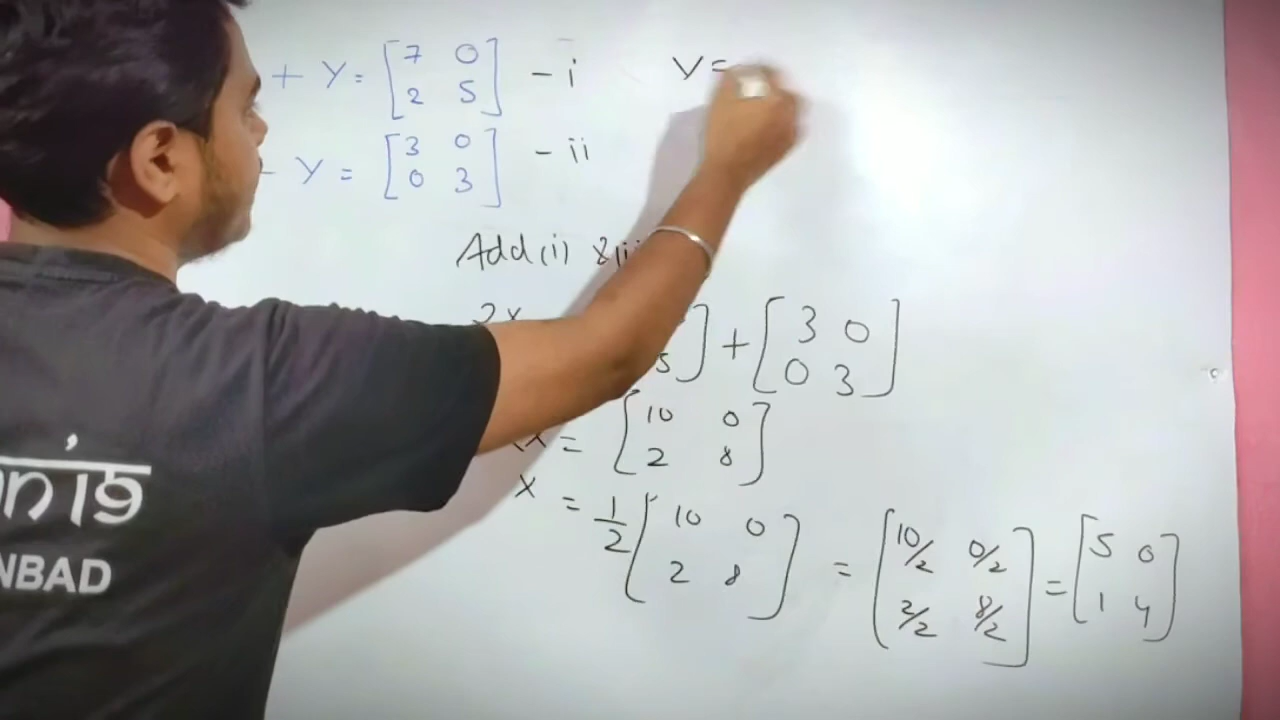 + Y = [7 0
2 5] - i
- Y = [3 0
0 3] - ii
Y =
Add (i) & (ii
2X
5] + [3 0
0 3]
X = [10 0
2 8]
X = 1/2 [10 0
2 8] = [10/2 0/2
2/2 8/2] = [5 0
1 4]
NBAD